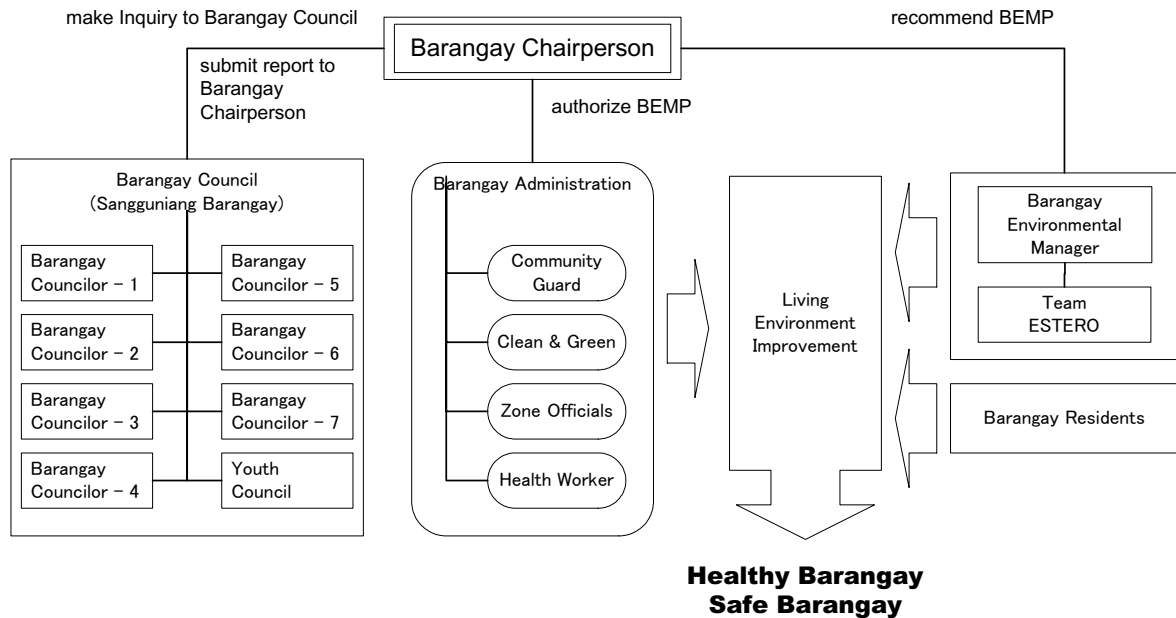 make Inquiry to Barangay Council
Barangay Chairperson
recommend BEMP
submit report to
Barangay
Chairperson
authorize BEMP
Barangay Council
(Sangguniang Barangay)
Barangay
Councilor - 1
Barangay
Councilor - 5
Barangay
Councilor - 2
Barangay
Councilor - 6
Barangay
Councilor - 3
Barangay
Councilor - 7
Barangay
Councilor - 4
Youth
Council
Barangay Administration
Community
Guard
Clean & Green
Zone Officials
Health Worker
Living
Environment
Improvement
Barangay
Environmental
Manager
Team
ESTERO
Barangay Residents
Healthy Barangay
Safe Barangay